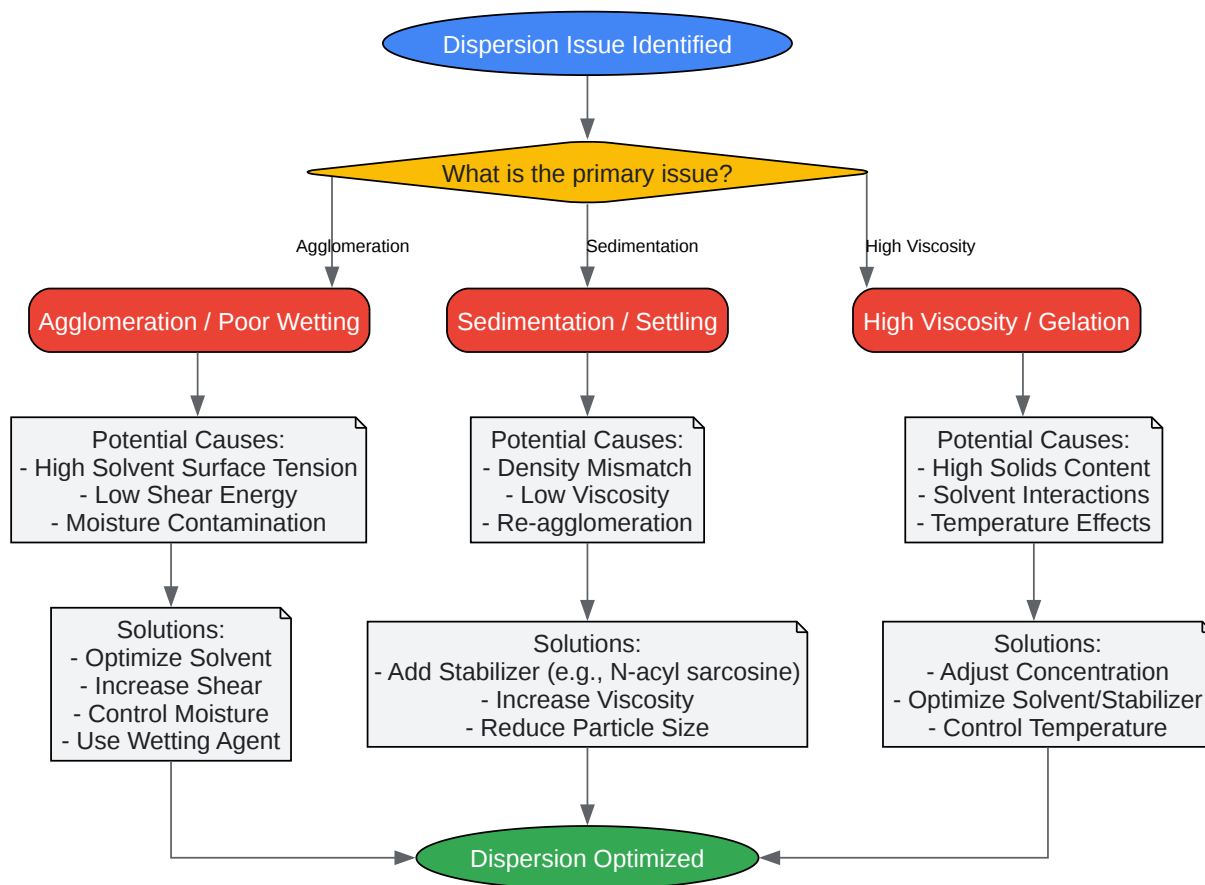 Dispersion Issue Identified
What is the primary issue?
Agglomeration
Sedimentation
High Viscosity
Agglomeration / Poor Wetting
Sedimentation / Settling
High Viscosity / Gelation
Potential Causes:
- High Solvent Surface Tension
- Low Shear Energy
- Moisture Contamination
Potential Causes:
- Density Mismatch
- Low Viscosity
- Re-agglomeration
Potential Causes:
- High Solids Content
- Solvent Interactions
- Temperature Effects
Solutions:
- Optimize Solvent
- Increase Shear
- Control Moisture
- Use Wetting Agent
Solutions:
- Add Stabilizer (e.g., N-acyl sarcosine)
- Increase Viscosity
- Reduce Particle Size
Solutions:
- Adjust Concentration
- Optimize Solvent/Stabilizer
- Control Temperature
Dispersion Optimized